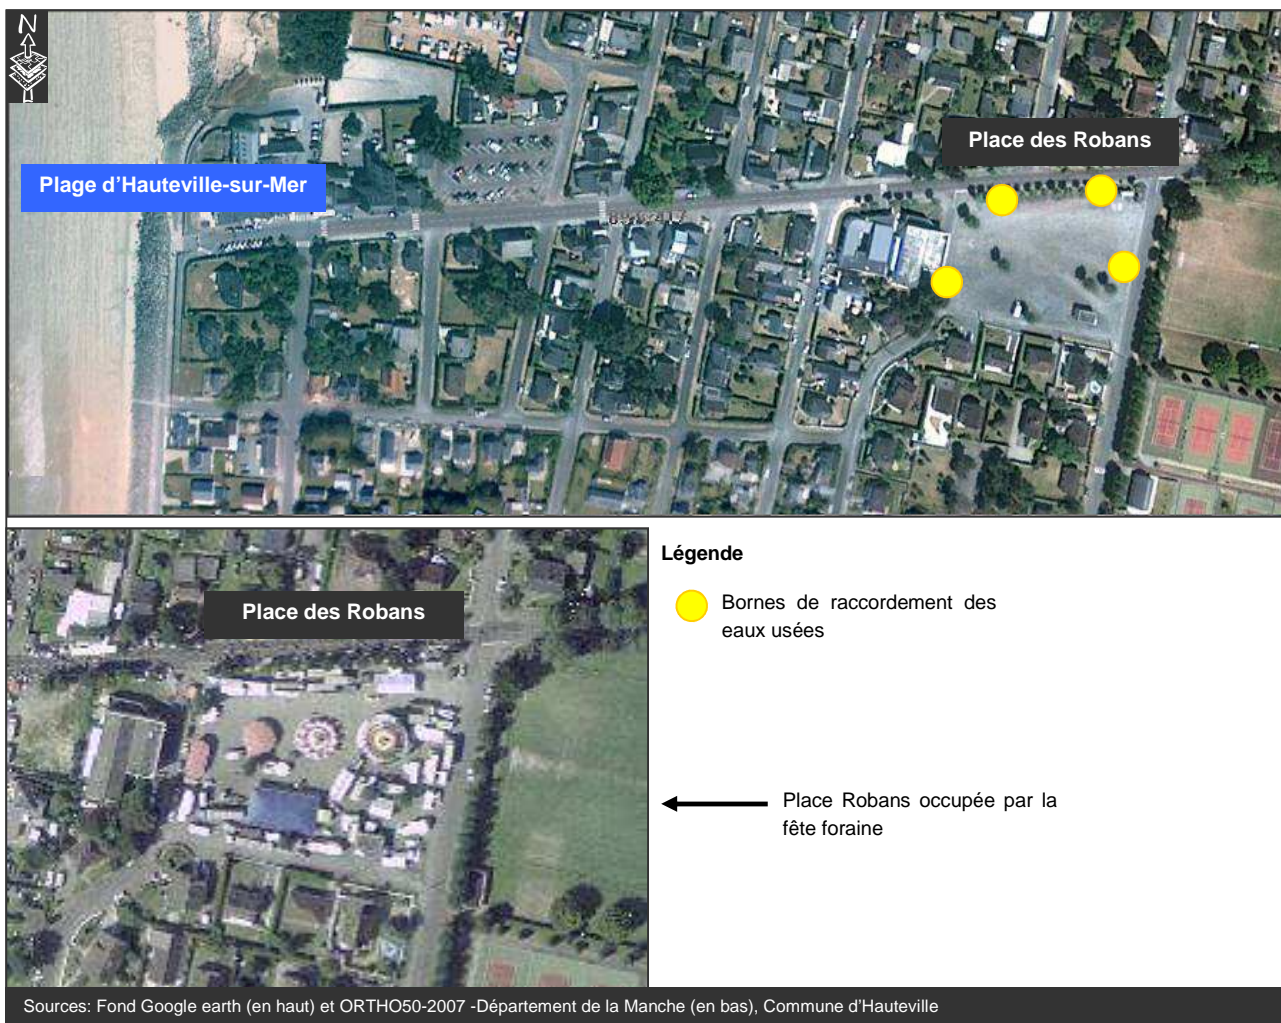 N
Place des Robans
Plage d'Hauteville-sur-Mer
Légende
Place des Robans
Bornes de raccordement des
eaux usées
Place Robans occupée par la
fête foraine
Sources: Fond Google earth (en haut) et ORTHO50-2007 -Département de la Manche (en bas), Commune d'Hauteville